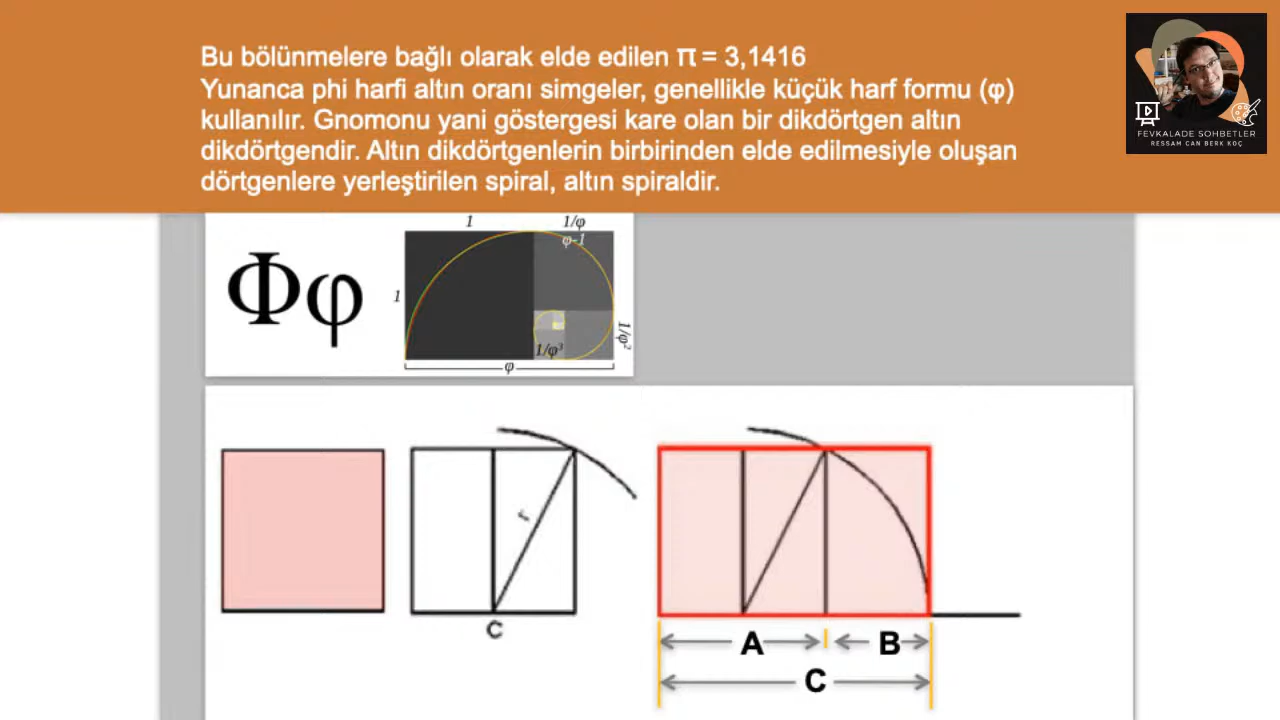 Bu bölünmelere bağlı olarak elde edilen π = 3,1416
Yunanca phi harfi altın oranı simgeler, genellikle küçük harf formu (φ)
kullanılır. Gnomonu yani göstergesi kare olan bir dikdörtgen altın
dikdörtgendir. Altın dikdörtgenlerin birbirinden elde edilmesiyle oluşan
dörtgenlere yerleştirilen spiral, altın spiraldir.
FEVKALADE SOHBETLER
RESSAM CAN BERK KOÇ
1
1/φ
φ-1
Φφ
1
1/φ²
1/φ³
φ
r
C
A
B
C